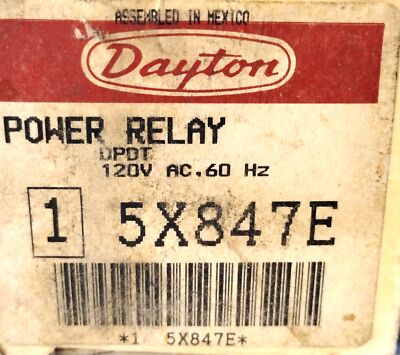 ASSEMBLED IN MEXICO
Dayton
POWER RELAY
DPDT
120V AC.60 Hz
1 5X847E
*1 5X847E*